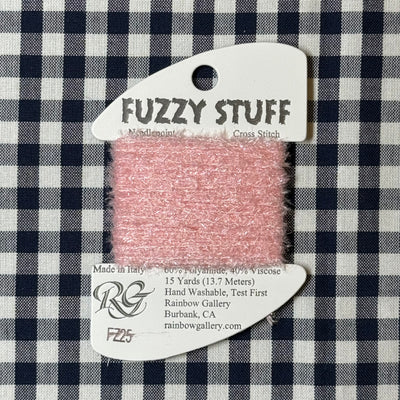 FUZZY STUFF
Needlepoint Cross Stitch
Made in Italy 60% Polyamide, 40% Viscose
15 Yards (13.7 Meters)
RG Hand Washable, Test First
Rainbow Gallery
Burbank, CA
FZ25 rainbowgallery.com